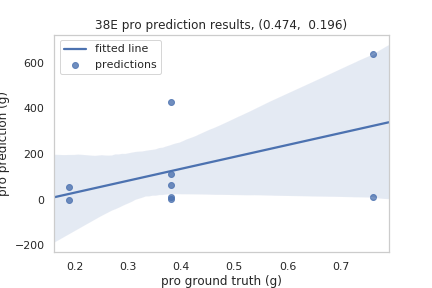 38E pro prediction results, (0.474,  0.196)
fitted line
predictions
600
400
200
0
−200
pro prediction (g)
0.2 0.3 0.4 0.5 0.6 0.7
pro ground truth (g)